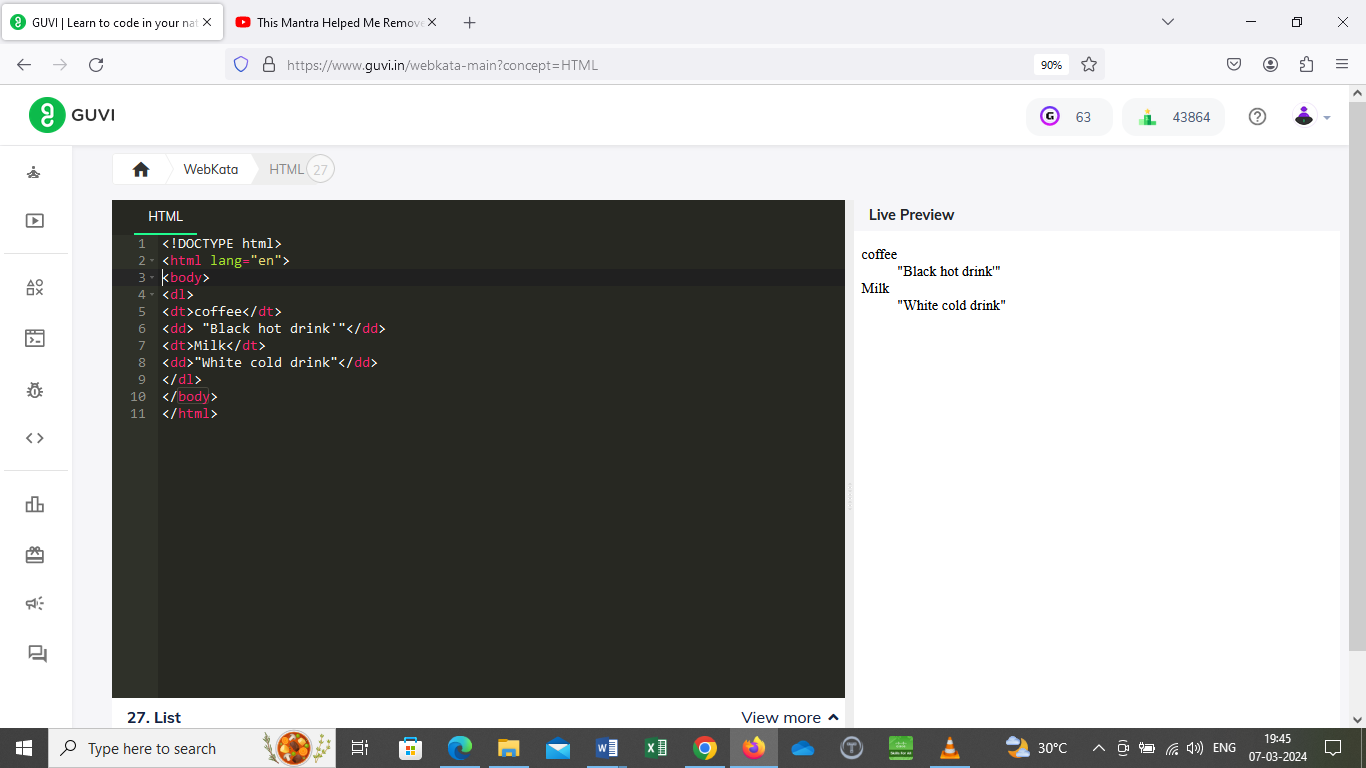 GUVI | Learn to code in your nat
This Mantra Helped Me Remove
https://www.guvi.in/webkata-main?concept=HTML
90%
GUVI
G
63
43864
WebKata
HTML
27
HTML
Live Preview
1 <!DOCTYPE html>
2 <html lang="en">
3 <body>
4 <dl>
5 <dt>coffee</dt>
6 <dd> "Black hot drink'"</dd>
7 <dt>Milk</dt>
8 <dd>"White cold drink"</dd>
9 </dl>
10 </body>
11 </html>
coffee
"Black hot drink'"
Milk
"White cold drink"
27. List
View more
Type here to search
30°C
ENG
19:45
07-03-2024